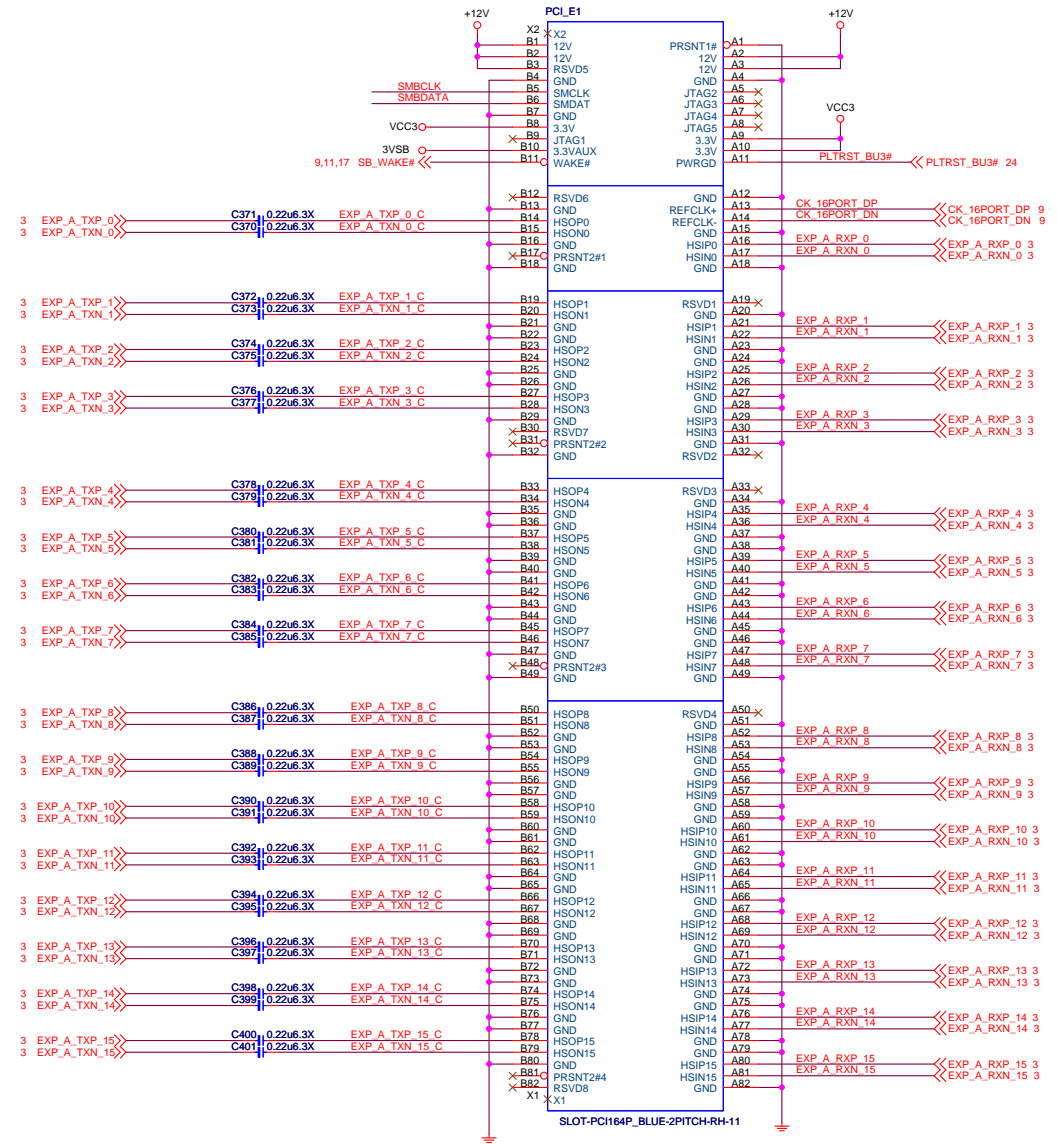 +12V PCI_E1 +12V
X2 X2
B1 12V PRSNT1# A1
B2 12V 12V A2
B3 RSVD5 12V A3
B4 GND GND A4
SMBCLK B5 SMCLK JTAG2 A5
SMBDATA B6 SMDAT JTAG3 A6
B7 GND JTAG4 A7 VCC3
VCC3 B8 3.3V JTAG5 A8
B9 JTAG1 3.3V A9
3VSB B10 3.3VAUX 3.3V A10
9,11,17 SB_WAKE# B11 WAKE# PWRGD A11 PLTRST_BU3# PLTRST_BU3# 24
B12 RSVD6 GND A12
B13 GND REFCLK+ A13 CK_16PORT_DP CK_16PORT_DP 9
3 EXP_A_TXP_0 C371 0.22u6.3X EXP_A_TXP_0_C B14 HSOP0 REFCLK- A14 CK_16PORT_DN CK_16PORT_DN 9
3 EXP_A_TXN_0 C370 0.22u6.3X EXP_A_TXN_0_C B15 HSON0 GND A15
B16 GND HSIP0 A16 EXP_A_RXP_0 EXP_A_RXP_0 3
B17 PRSNT2#1 HSIN0 A17 EXP_A_RXN_0 EXP_A_RXN_0 3
B18 GND GND A18
3 EXP_A_TXP_1 C372 0.22u6.3X EXP_A_TXP_1_C B19 HSOP1 RSVD1 A19
3 EXP_A_TXN_1 C373 0.22u6.3X EXP_A_TXN_1_C B20 HSON1 GND A20
B21 GND HSIP1 A21 EXP_A_RXP_1 EXP_A_RXP_1 3
B22 GND HSIN1 A22 EXP_A_RXN_1 EXP_A_RXN_1 3
3 EXP_A_TXP_2 C374 0.22u6.3X EXP_A_TXP_2_C B23 HSOP2 GND A23
3 EXP_A_TXN_2 C375 0.22u6.3X EXP_A_TXN_2_C B24 HSON2 GND A24
B25 GND HSIP2 A25 EXP_A_RXP_2 EXP_A_RXP_2 3
B26 GND HSIN2 A26 EXP_A_RXN_2 EXP_A_RXN_2 3
3 EXP_A_TXP_3 C376 0.22u6.3X EXP_A_TXP_3_C B27 HSOP3 GND A27
3 EXP_A_TXN_3 C377 0.22u6.3X EXP_A_TXN_3_C B28 HSON3 GND A28
B29 GND HSIP3 A29 EXP_A_RXP_3 EXP_A_RXP_3 3
B30 RSVD7 HSIN3 A30 EXP_A_RXN_3 EXP_A_RXN_3 3
B31 PRSNT2#2 GND A31
B32 GND RSVD2 A32
3 EXP_A_TXP_4 C378 0.22u6.3X EXP_A_TXP_4_C B33 HSOP4 RSVD3 A33
3 EXP_A_TXN_4 C379 0.22u6.3X EXP_A_TXN_4_C B34 HSON4 GND A34
B35 GND HSIP4 A35 EXP_A_RXP_4 EXP_A_RXP_4 3
B36 GND HSIN4 A36 EXP_A_RXN_4 EXP_A_RXN_4 3
3 EXP_A_TXP_5 C380 0.22u6.3X EXP_A_TXP_5_C B37 HSOP5 GND A37
3 EXP_A_TXN_5 C381 0.22u6.3X EXP_A_TXN_5_C B38 HSON5 GND A38
B39 GND HSIP5 A39 EXP_A_RXP_5 EXP_A_RXP_5 3
B40 GND HSIN5 A40 EXP_A_RXN_5 EXP_A_RXN_5 3
3 EXP_A_TXP_6 C382 0.22u6.3X EXP_A_TXP_6_C B41 HSOP6 GND A41
3 EXP_A_TXN_6 C383 0.22u6.3X EXP_A_TXN_6_C B42 HSON6 GND A42
B43 GND HSIP6 A43 EXP_A_RXP_6 EXP_A_RXP_6 3
B44 GND HSIN6 A44 EXP_A_RXN_6 EXP_A_RXN_6 3
3 EXP_A_TXP_7 C384 0.22u6.3X EXP_A_TXP_7_C B45 HSOP7 GND A45
3 EXP_A_TXN_7 C385 0.22u6.3X EXP_A_TXN_7_C B46 HSON7 GND A46
B47 GND HSIP7 A47 EXP_A_RXP_7 EXP_A_RXP_7 3
B48 PRSNT2#3 HSIN7 A48 EXP_A_RXN_7 EXP_A_RXN_7 3
B49 GND GND A49
3 EXP_A_TXP_8 C386 0.22u6.3X EXP_A_TXP_8_C B50 HSOP8 RSVD4 A50
3 EXP_A_TXN_8 C387 0.22u6.3X EXP_A_TXN_8_C B51 HSON8 GND A51
B52 GND HSIP8 A52 EXP_A_RXP_8 EXP_A_RXP_8 3
B53 GND HSIN8 A53 EXP_A_RXN_8 EXP_A_RXN_8 3
3 EXP_A_TXP_9 C388 0.22u6.3X EXP_A_TXP_9_C B54 HSOP9 GND A54
3 EXP_A_TXN_9 C389 0.22u6.3X EXP_A_TXN_9_C B55 HSON9 GND A55
B56 GND HSIP9 A56 EXP_A_RXP_9 EXP_A_RXP_9 3
B57 GND HSIN9 A57 EXP_A_RXN_9 EXP_A_RXN_9 3
3 EXP_A_TXP_10 C390 0.22u6.3X EXP_A_TXP_10_C B58 HSOP10 GND A58
3 EXP_A_TXN_10 C391 0.22u6.3X EXP_A_TXN_10_C B59 HSON10 GND A59
B60 GND HSIP10 A60 EXP_A_RXP_10 EXP_A_RXP_10 3
B61 GND HSIN10 A61 EXP_A_RXN_10 EXP_A_RXN_10 3
3 EXP_A_TXP_11 C392 0.22u6.3X EXP_A_TXP_11_C B62 HSOP11 GND A62
3 EXP_A_TXN_11 C393 0.22u6.3X EXP_A_TXN_11_C B63 HSON11 GND A63
B64 GND HSIP11 A64 EXP_A_RXP_11 EXP_A_RXP_11 3
B65 GND HSIN11 A65 EXP_A_RXN_11 EXP_A_RXN_11 3
3 EXP_A_TXP_12 C394 0.22u6.3X EXP_A_TXP_12_C B66 HSOP12 GND A66
3 EXP_A_TXN_12 C395 0.22u6.3X EXP_A_TXN_12_C B67 HSON12 GND A67
B68 GND HSIP12 A68 EXP_A_RXP_12 EXP_A_RXP_12 3
B69 GND HSIN12 A69 EXP_A_RXN_12 EXP_A_RXN_12 3
3 EXP_A_TXP_13 C396 0.22u6.3X EXP_A_TXP_13_C B70 HSOP13 GND A70
3 EXP_A_TXN_13 C397 0.22u6.3X EXP_A_TXN_13_C B71 HSON13 GND A71
B72 GND HSIP13 A72 EXP_A_RXP_13 EXP_A_RXP_13 3
B73 GND HSIN13 A73 EXP_A_RXN_13 EXP_A_RXN_13 3
3 EXP_A_TXP_14 C398 0.22u6.3X EXP_A_TXP_14_C B74 HSOP14 GND A74
3 EXP_A_TXN_14 C399 0.22u6.3X EXP_A_TXN_14_C B75 HSON14 GND A75
B76 GND HSIP14 A76 EXP_A_RXP_14 EXP_A_RXP_14 3
B77 GND HSIN14 A77 EXP_A_RXN_14 EXP_A_RXN_14 3
3 EXP_A_TXP_15 C400 0.22u6.3X EXP_A_TXP_15_C B78 HSOP15 GND A78
3 EXP_A_TXN_15 C401 0.22u6.3X EXP_A_TXN_15_C B79 HSON15 GND A79
B80 GND HSIP15 A80 EXP_A_RXP_15 EXP_A_RXP_15 3
B81 PRSNT2#4 HSIN15 A81 EXP_A_RXN_15 EXP_A_RXN_15 3
B82 RSVD8 GND A82
X1 X1
SLOT-PCI164P_BLUE-2PITCH-RH-11